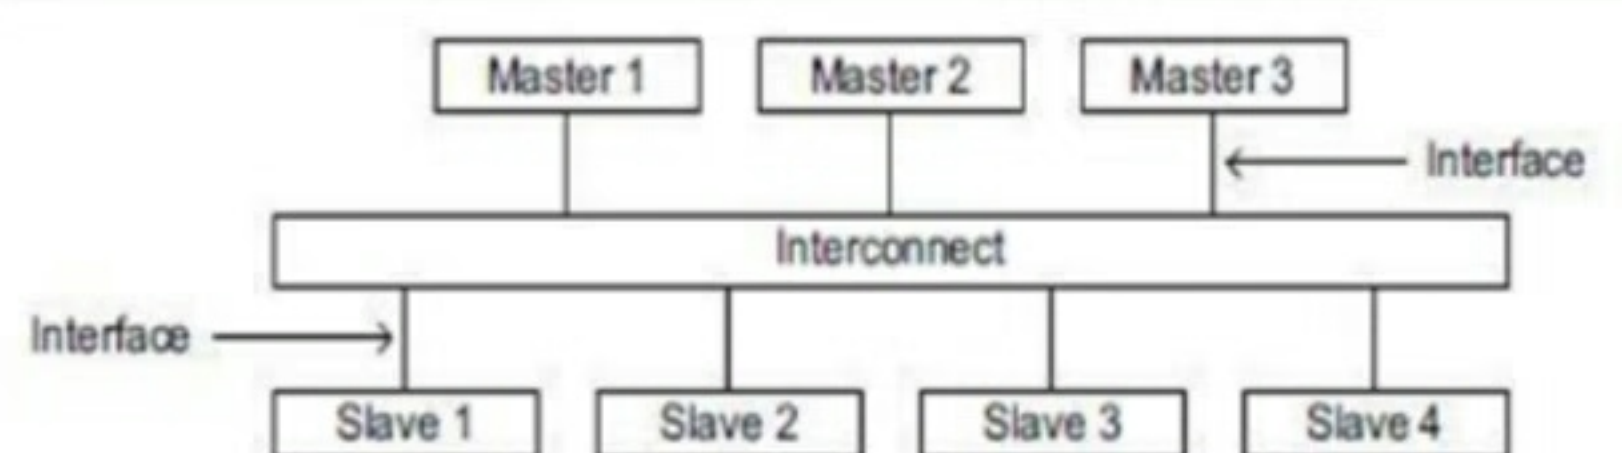 Master 1
Master 2
Master 3
Interface
Interconnect
Interface
Slave 1
Slave 2
Slave 3
Slave 4